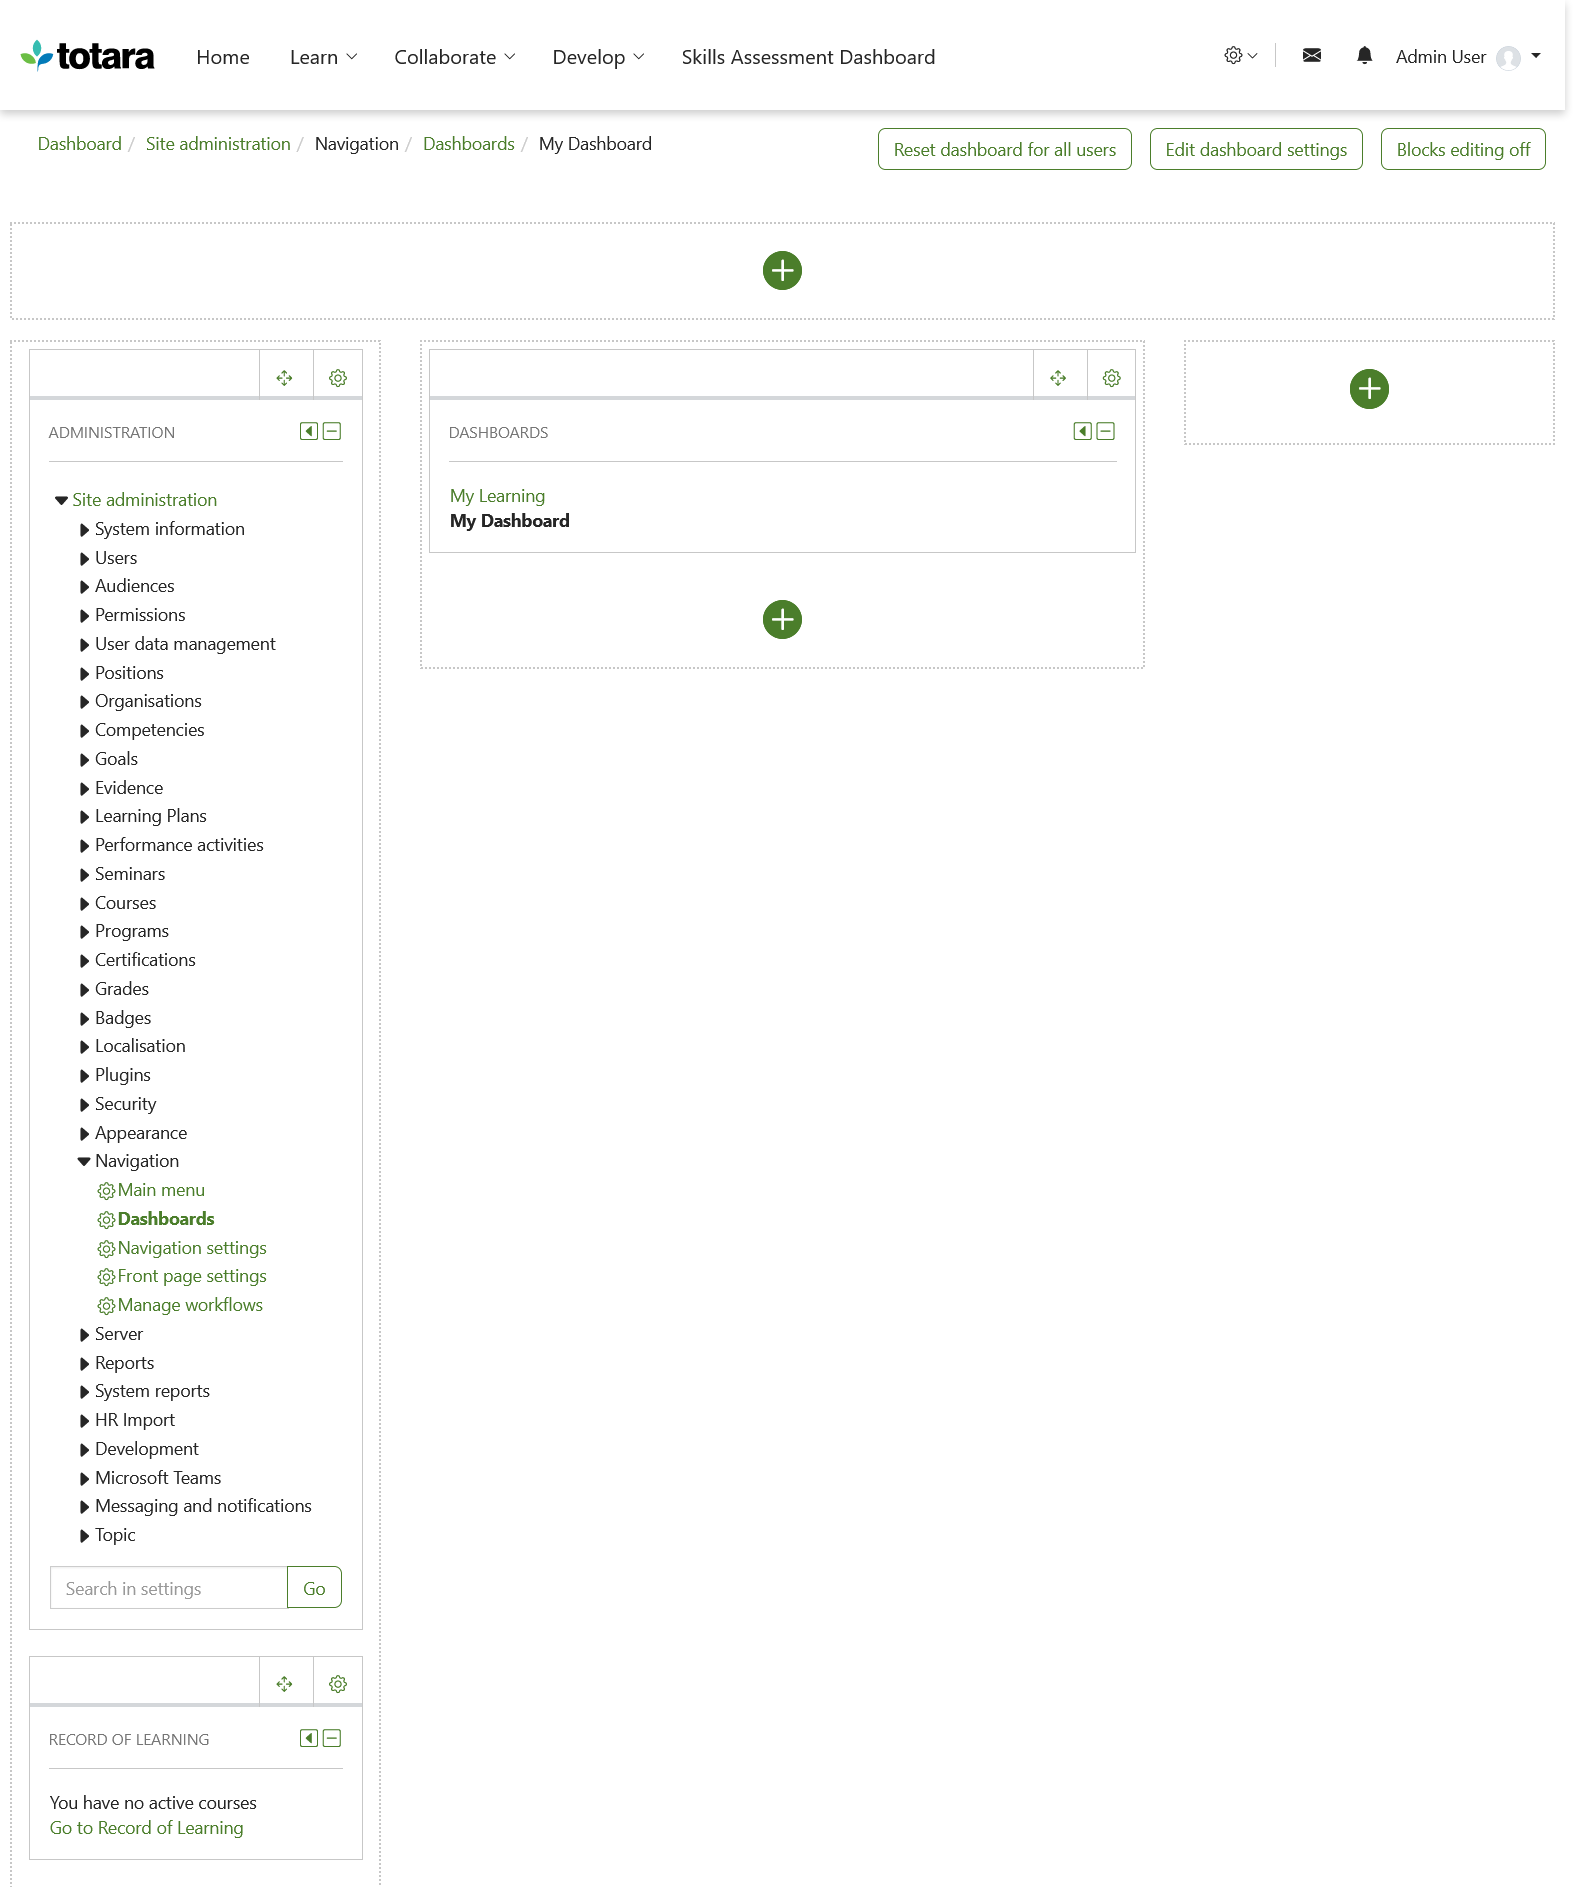 totara
Home
Learn
Collaborate
Develop
Skills Assessment Dashboard
Admin User
Dashboard / Site administration / Navigation / Dashboards / My Dashboard
Reset dashboard for all users
Edit dashboard settings
Blocks editing off
ADMINISTRATION
Site administration
System information
Users
Audiences
Permissions
User data management
Positions
Organisations
Competencies
Goals
Evidence
Learning Plans
Performance activities
Seminars
Courses
Programs
Certifications
Grades
Badges
Localisation
Plugins
Security
Appearance
Navigation
Main menu
Dashboards
Navigation settings
Front page settings
Manage workflows
Server
Reports
System reports
HR Import
Development
Microsoft Teams
Messaging and notifications
Topic
Search in settings
Go
RECORD OF LEARNING
You have no active courses
Go to Record of Learning
DASHBOARDS
My Learning
My Dashboard